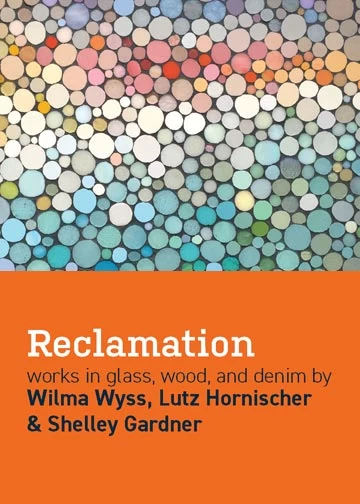 Reclamation
works in glass, wood, and denim by
Wilma Wyss, Lutz Hornischer
& Shelley Gardner